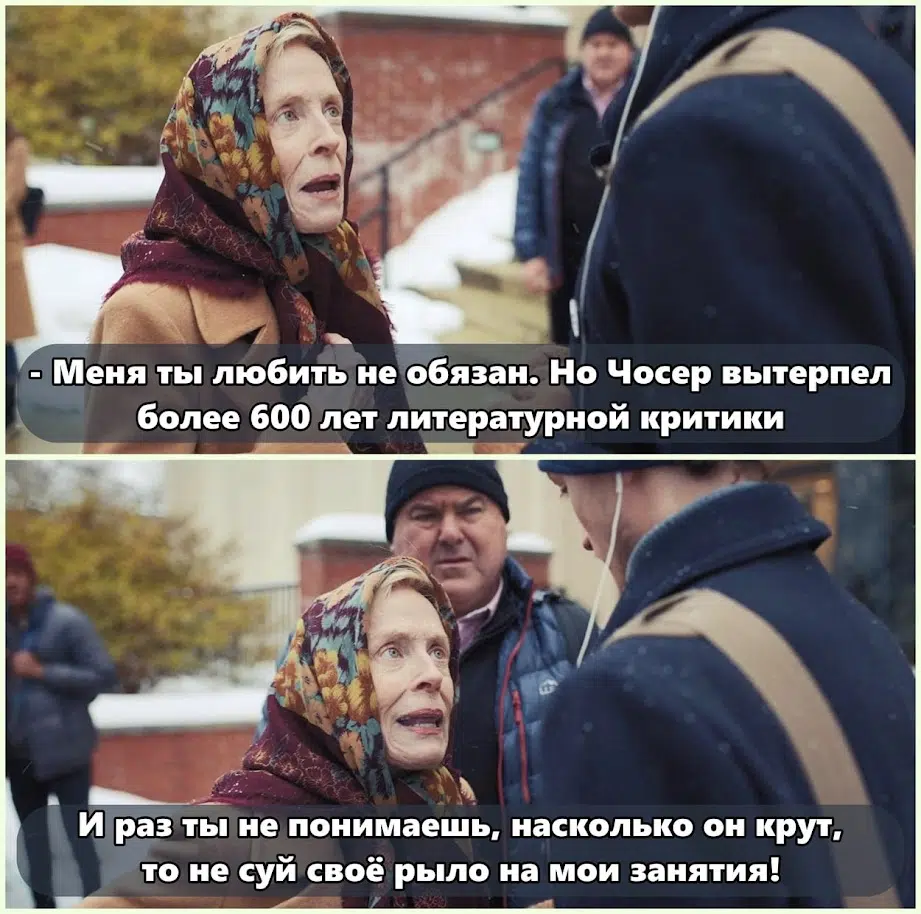 - Меня ты любить не обязан. Но Чосер вытерпел
более 600 лет литературной критики
И раз ты не понимаешь, насколько он крут,
то не суй своё рыло на мои занятия!